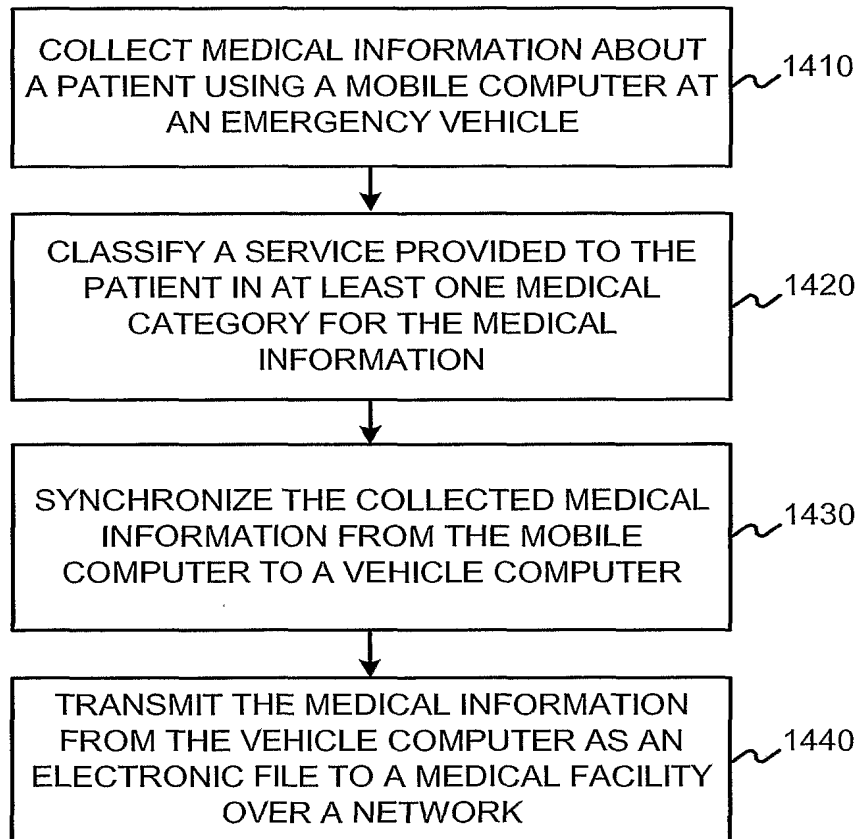 COLLECT MEDICAL INFORMATION ABOUT
A PATIENT USING A MOBILE COMPUTER AT
AN EMERGENCY VEHICLE
1410
CLASSIFY A SERVICE PROVIDED TO THE
PATIENT IN AT LEAST ONE MEDICAL
CATEGORY FOR THE MEDICAL
INFORMATION
1420
SYNCHRONIZE THE COLLECTED MEDICAL
INFORMATION FROM THE MOBILE
COMPUTER TO A VEHICLE COMPUTER
1430
TRANSMIT THE MEDICAL INFORMATION
FROM THE VEHICLE COMPUTER AS AN
ELECTRONIC FILE TO A MEDICAL FACILITY
OVER A NETWORK
1440